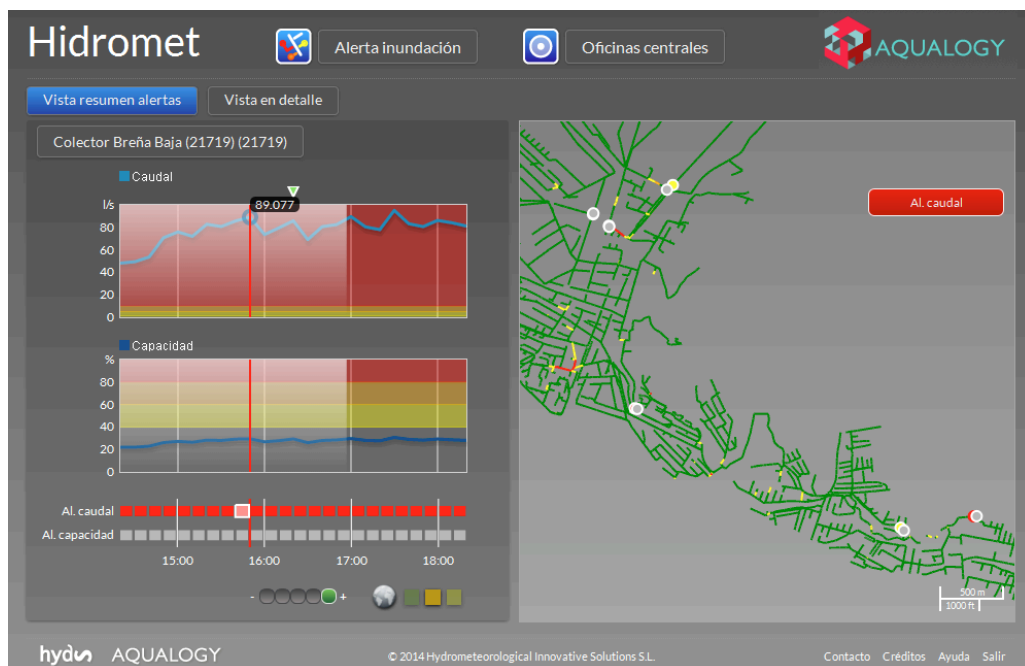 Hidromet
Alerta inundación
Oficinas centrales
AQUALOGY
Vista resumen alertas
Vista en detalle
Colector Breña Baja (21719) (21719)
Caudal
l/s
89.077
80
60
40
20
0
Capacidad
%
80
60
40
20
0
Al. caudal
Al. capacidad
15:00 16:00 17:00 18:00
- +
Al. caudal
500 m
1000 ft
hyds AQUALOGY
© 2014 Hydrometeorological Innovative Solutions S.L.
Contacto Créditos Ayuda Salir